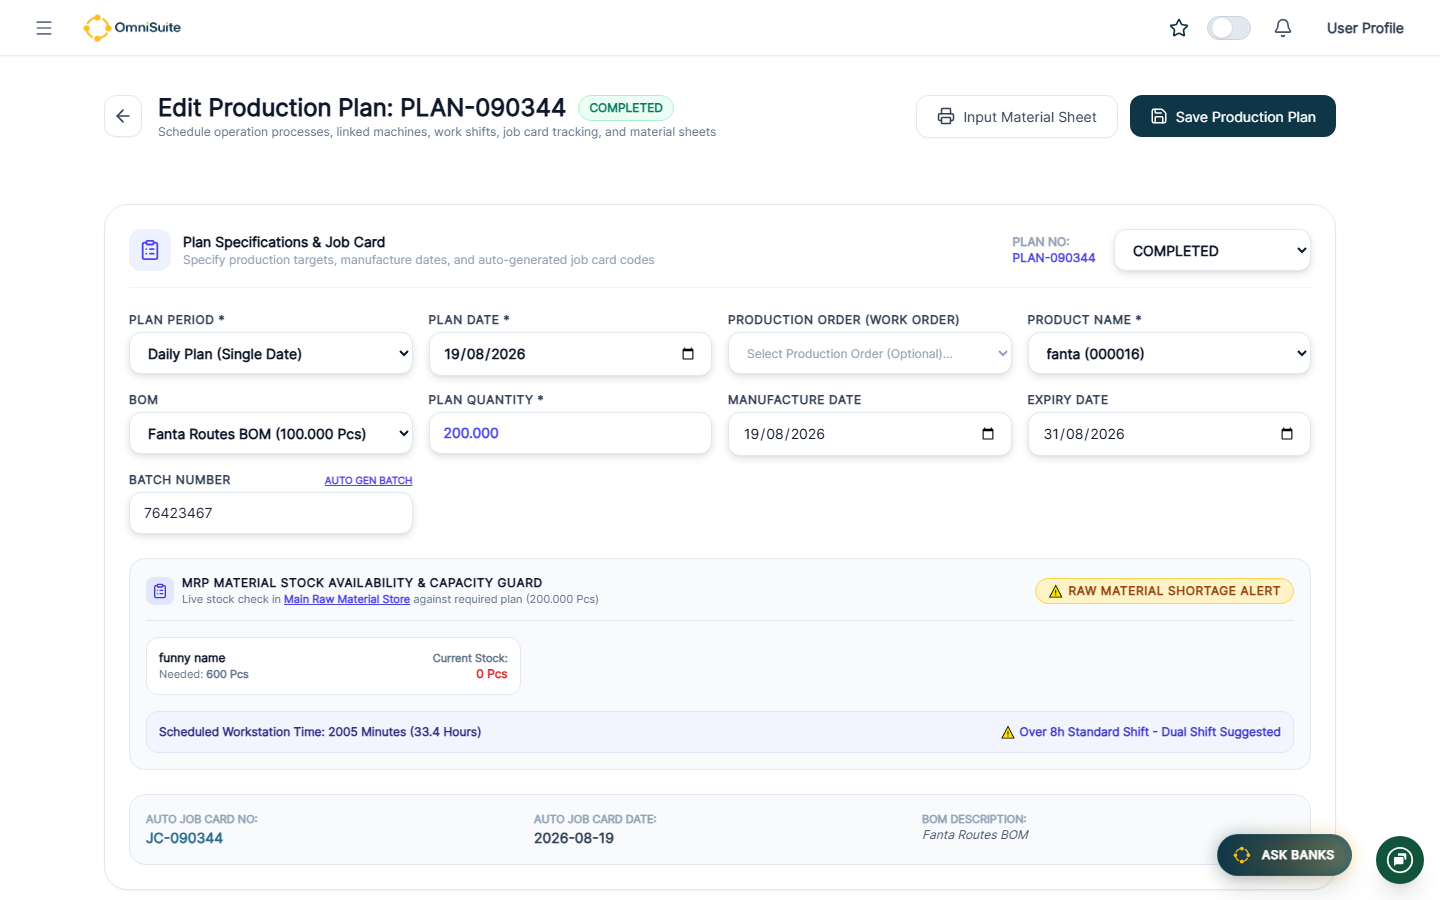 OmniSuite
User Profile
Edit Production Plan: PLAN-090344
COMPLETED
Schedule operation processes, linked machines, work shifts, job card tracking, and material sheets
Input Material Sheet
Save Production Plan
Plan Specifications & Job Card
Specify production targets, manufacture dates, and auto-generated job card codes
PLAN NO:
PLAN-090344
COMPLETED
PLAN PERIOD *
Daily Plan (Single Date)
PLAN DATE *
19/08/2026
PRODUCTION ORDER (WORK ORDER)
Select Production Order (Optional)...
PRODUCT NAME *
fanta (000016)
BOM
Fanta Routes BOM (100.000 Pcs)
PLAN QUANTITY *
200.000
MANUFACTURE DATE
19/08/2026
EXPIRY DATE
31/08/2026
BATCH NUMBER
AUTO GEN BATCH
76423467
MRP MATERIAL STOCK AVAILABILITY & CAPACITY GUARD
Live stock check in Main Raw Material Store against required plan (200.000 Pcs)
RAW MATERIAL SHORTAGE ALERT
funny name
Needed: 600 Pcs
Current Stock:
0 Pcs
Scheduled Workstation Time: 2005 Minutes (33.4 Hours)
Over 8h Standard Shift - Dual Shift Suggested
AUTO JOB CARD NO:
JC-090344
AUTO JOB CARD DATE:
2026-08-19
BOM DESCRIPTION:
Fanta Routes BOM
ASK BANKS